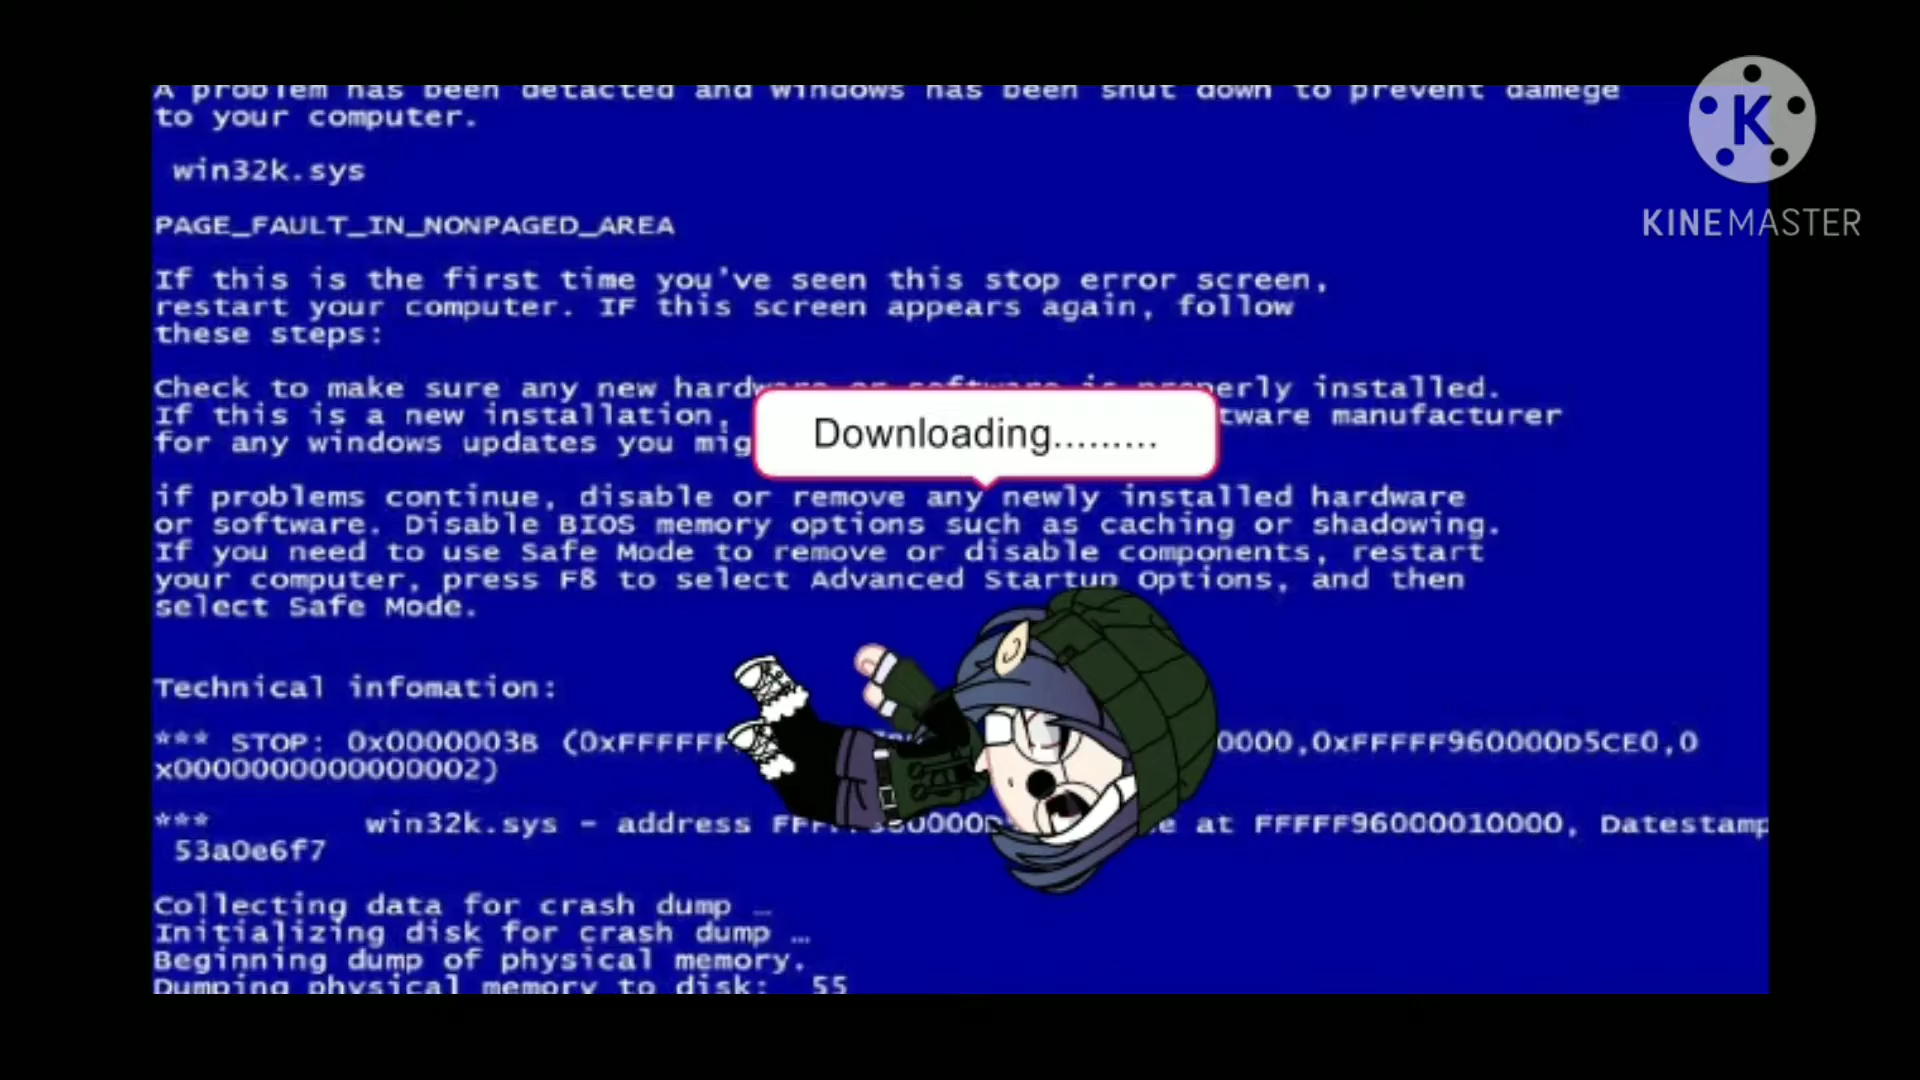 A problem has been detacted and windows has been shut down to prevent damege
to your computer.
win32k.sys
PAGE_FAULT_IN_NONPAGED_AREA
If this is the first time you've seen this stop error screen,
restart your computer. IF this screen appears again, follow
these steps:
Check to make sure any new properly installed.
If this is a new installation, manufacturer
for any windows updates you
Downloading.........
if problems continue, disable or remove any newly installed hardware
or software. Disable BIOS memory options such as caching or shadowing.
If you need to use Safe Mode to remove or disable components, restart
your computer, press F8 to select Advanced Startup Options, and then
select Safe Mode.
Technical infomation:
*** STOP: 0x0000003B (0xFFFFFF 0000,0xFFFFF960000D5CE0,0
x0000000000000002)
*** win32k.sys - address at FFFFF96000010000, Datestamp
53a0e6f7
Collecting data for crash dump ...
Initializing disk for crash dump ...
Beginning dump of physical memory.
Dumping physical memory to disk: 55
K
KINEMASTER